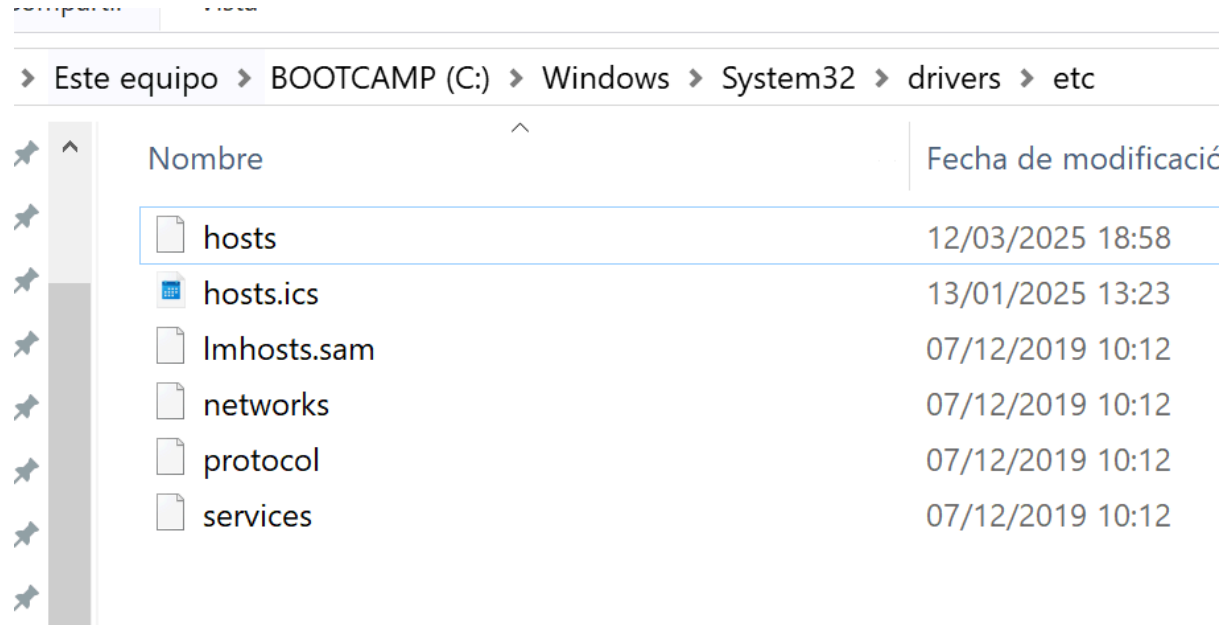 Este equipo > BOOTCAMP (C:) > Windows > System32 > drivers > etc
Nombre Fecha de modificació
hosts 12/03/2025 18:58
hosts.ics 13/01/2025 13:23
lmhosts.sam 07/12/2019 10:12
networks 07/12/2019 10:12
protocol 07/12/2019 10:12
services 07/12/2019 10:12